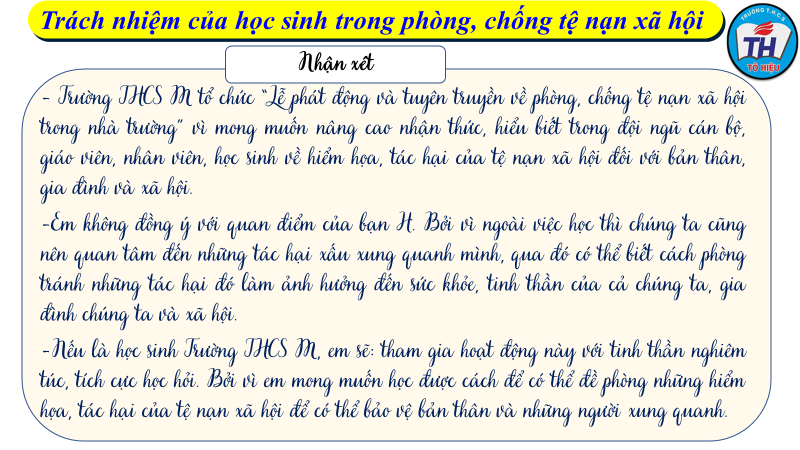 Trách nhiệm của học sinh trong phòng, chống tệ nạn xã hội
TRƯỜNG T.H.C.S
TH
TÔ HIỆU
Nhận xét
- Trường THCS M tổ chức "Lễ phát động và tuyên truyền về phòng, chống tệ nạn xã hội
trong nhà trường" vì mong muốn nâng cao nhận thức, hiểu biết trong đội ngũ cán bộ,
giáo viên, nhân viên, học sinh về hiểm họa, tác hại của tệ nạn xã hội đối với bản thân,
gia đình và xã hội.
-Em không đồng ý với quan điểm của bạn H. Bởi vì ngoài việc học thì chúng ta cũng
nên quan tâm đến những tác hại xấu xung quanh mình, qua đó có thể biết cách phòng
tránh những tác hại đó làm ảnh hưởng đến sức khỏe, tinh thần của cả chúng ta, gia
đình chúng ta và xã hội.
-Nếu là học sinh Trường THCS M, em sẽ: tham gia hoạt động này với tinh thần nghiêm
túc, tích cực học hỏi. Bởi vì em mong muốn học được cách để có thể đề phòng những hiểm
họa, tác hại của tệ nạn xã hội để có thể bảo vệ bản thân và những người xung quanh.